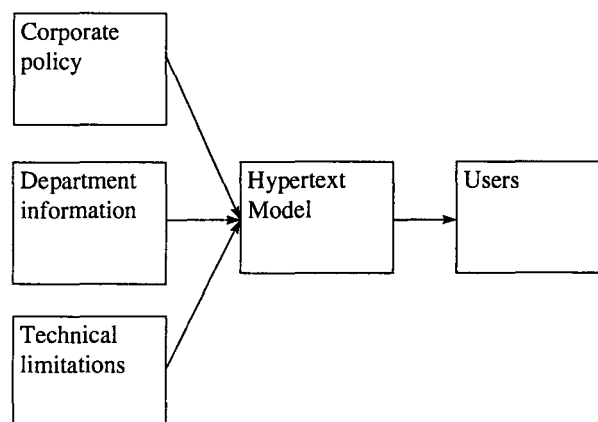 Corporate
policy
Department
information
Hypertext
Model
Users
Technical
limitations